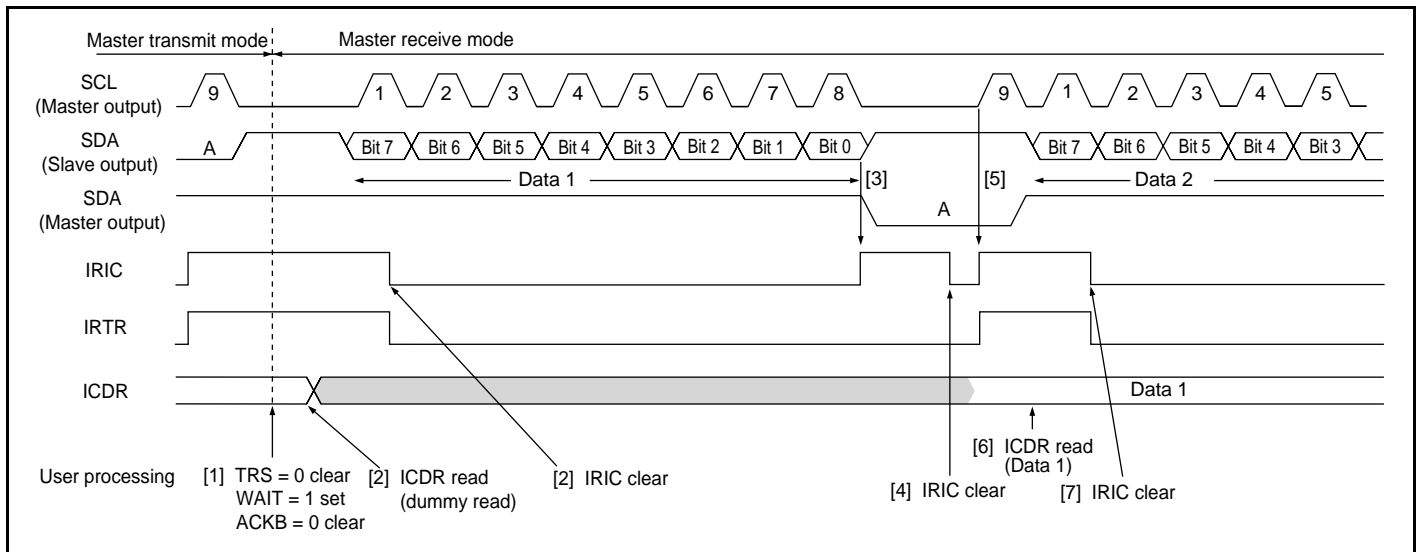 Master transmit mode Master receive mode
SCL
(Master output)
9 1 2 3 4 5 6 7 8 9 1 2 3 4 5
SDA
(Slave output)
A Bit 7 Bit 6 Bit 5 Bit 4 Bit 3 Bit 2 Bit 1 Bit 0 Bit 7 Bit 6 Bit 5 Bit 4 Bit 3
Data 1 [3] [5] Data 2
SDA
(Master output)
A
IRIC
IRTR
ICDR
Data 1
User processing
[1] TRS = 0 clear
WAIT = 1 set
ACKB = 0 clear
[2] ICDR read
(dummy read)
[2] IRIC clear
[4] IRIC clear
[6] ICDR read
(Data 1)
[7] IRIC clear